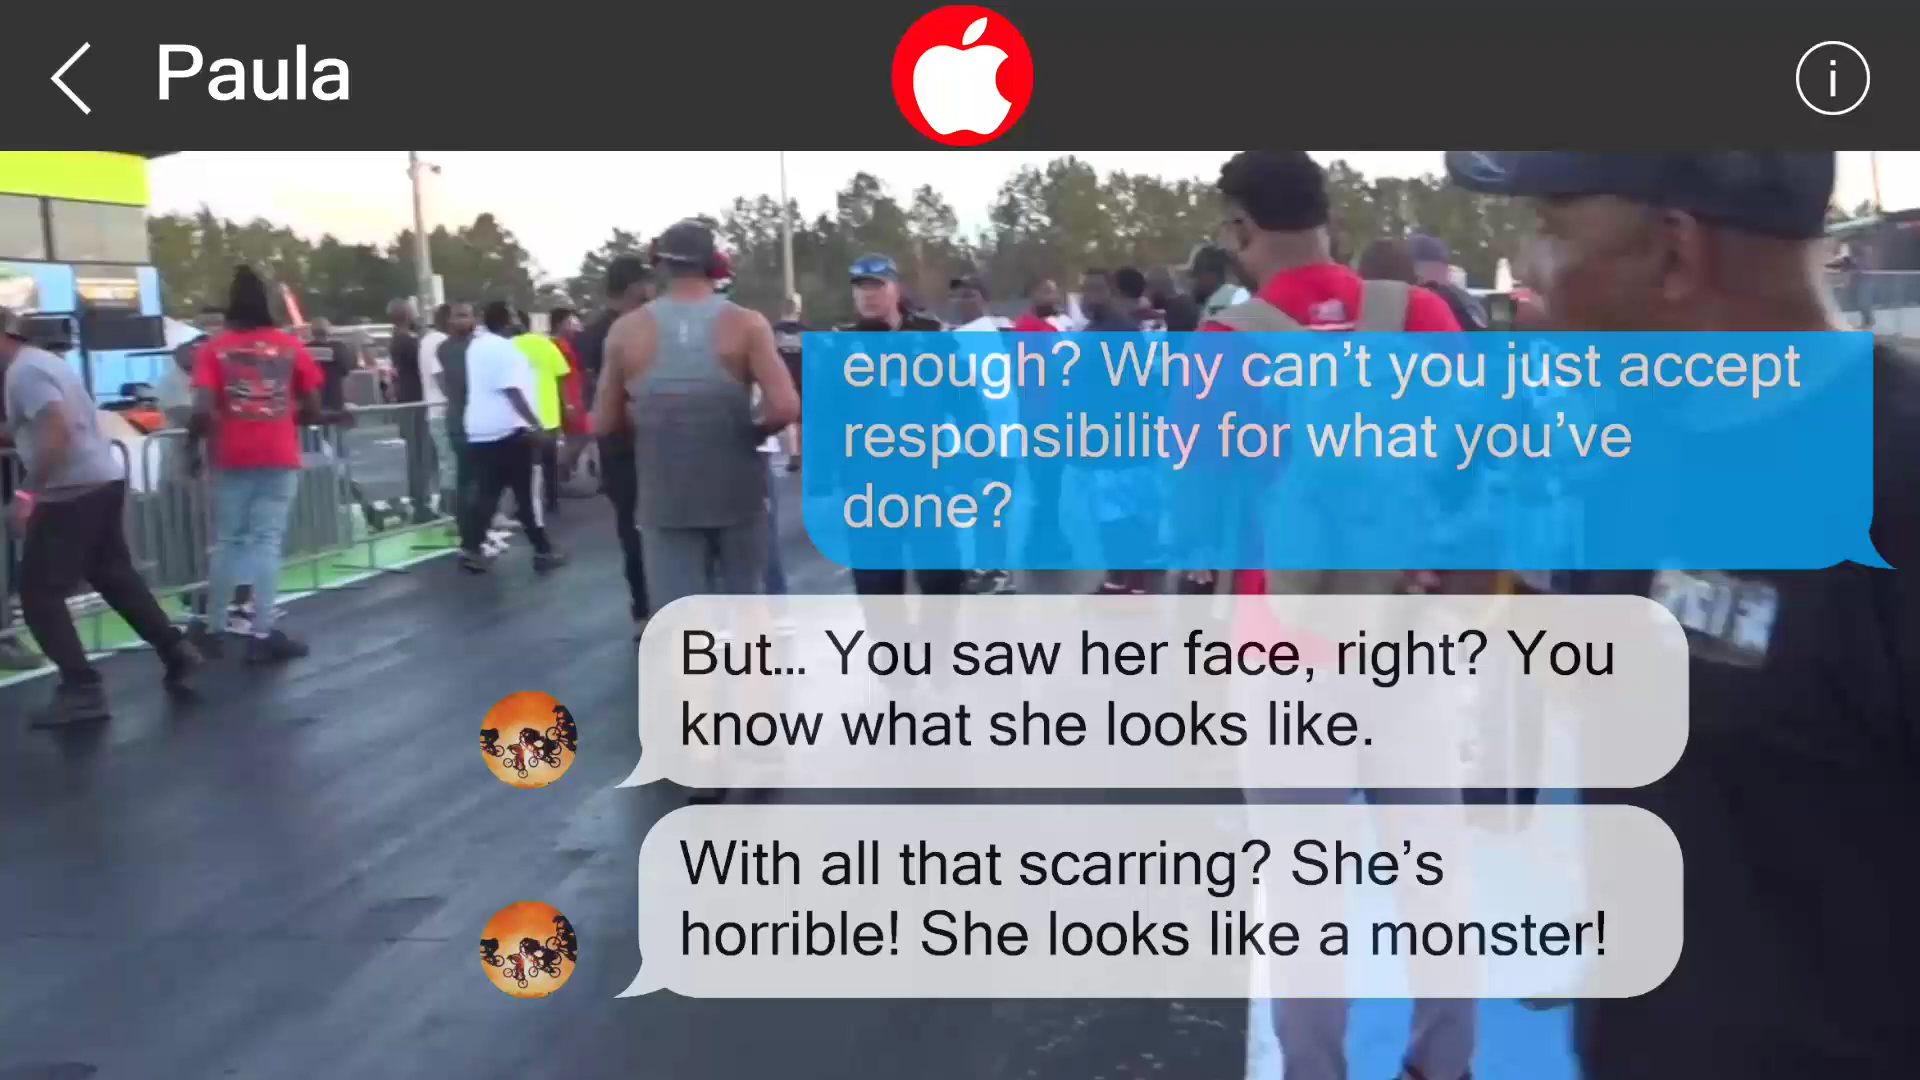 Paula
i
enough? Why can’t you just accept
responsibility for what you’ve
done?
But... You saw her face, right? You
know what she looks like.
With all that scarring? She’s
horrible! She looks like a monster!